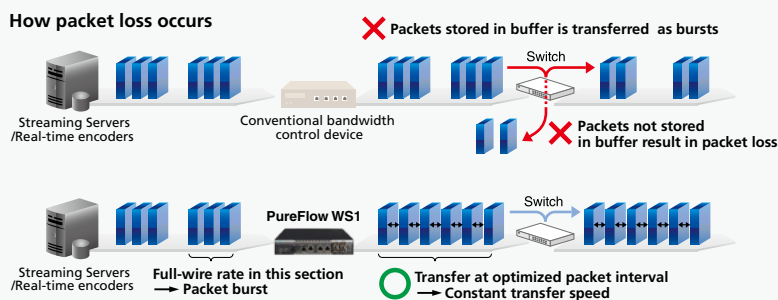 How packet loss occurs
Packets stored in buffer is transferred as bursts
Switch
Streaming Servers
/Real-time encoders
Conventional bandwidth
control device
Packets not stored
in buffer result in packet loss
PureFlow WS1
Switch
Streaming Servers
/Real-time encoders
Full-wire rate in this section
→ Packet burst
Transfer at optimized packet interval
→ Constant transfer speed